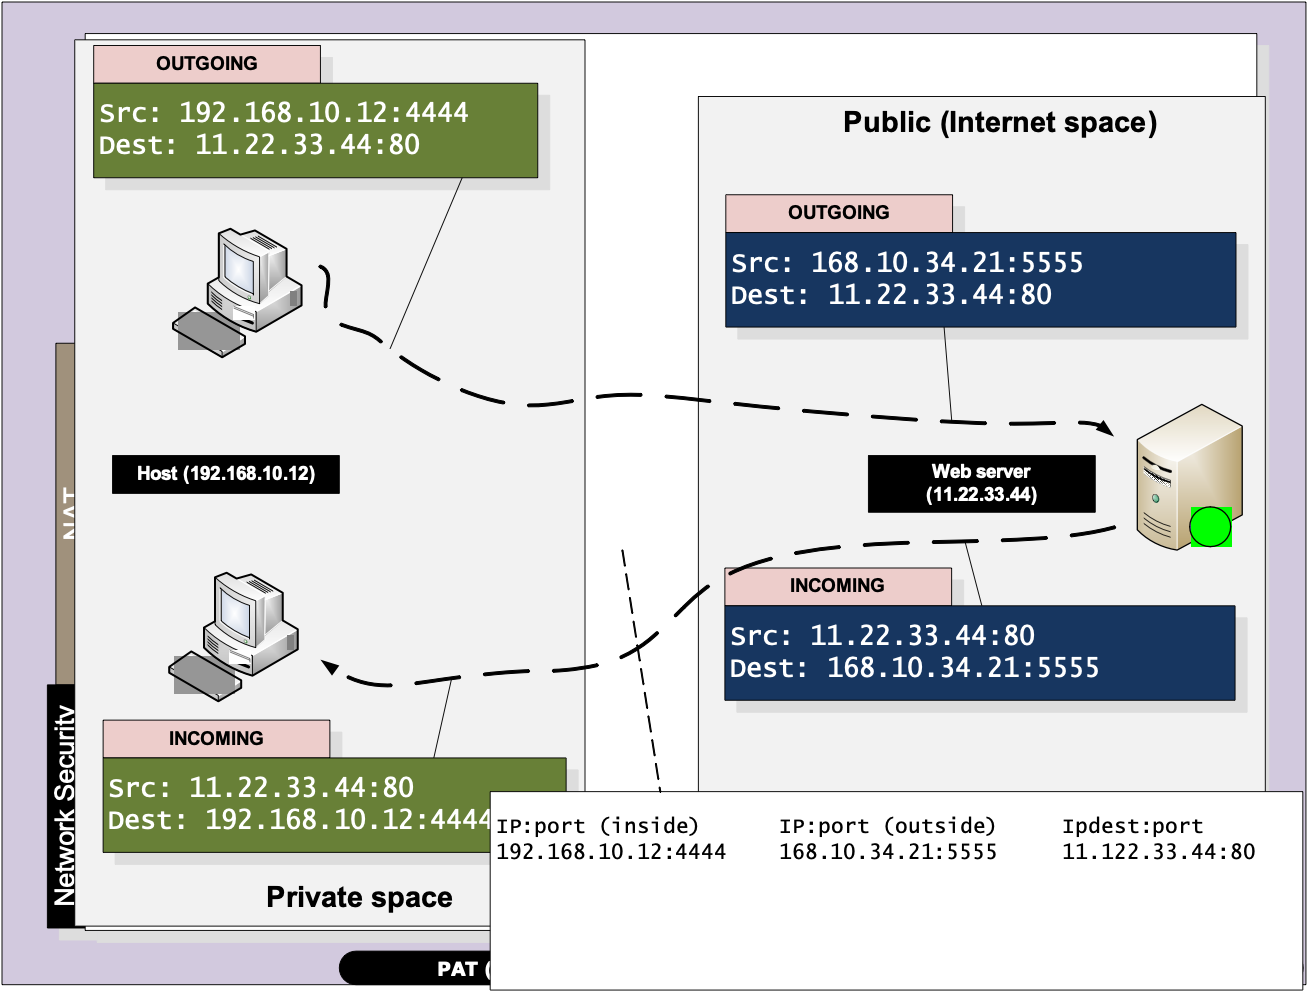 OUTGOING
Src: 192.168.10.12:4444
Dest: 11.22.33.44:80
Public (Internet space)
OUTGOING
Src: 168.10.34.21:5555
Dest: 11.22.33.44:80
Host (192.168.10.12)
Web server
(11.22.33.44)
NAT
INCOMING
Src: 11.22.33.44:80
Dest: 168.10.34.21:5555
Network Security
INCOMING
Src: 11.22.33.44:80
Dest: 192.168.10.12:4444
IP:port (inside) IP:port (outside) Ipdest:port
192.168.10.12:4444 168.10.34.21:5555 11.122.33.44:80
Private space
PAT (